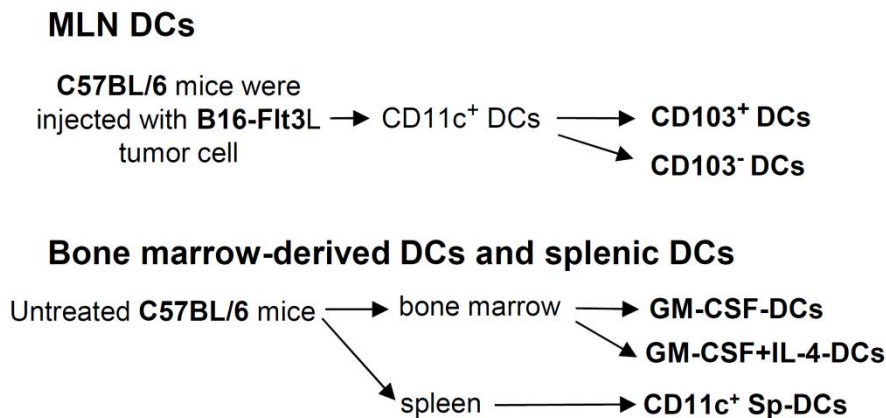 MLN DCs
C57BL/6 mice were
injected with B16-Flt3L
tumor cell
CD11c⁺ DCs
CD103⁺ DCs
CD103⁻ DCs
Bone marrow-derived DCs and splenic DCs
Untreated C57BL/6 mice
bone marrow
GM-CSF-DCs
GM-CSF+IL-4-DCs
spleen
CD11c⁺ Sp-DCs